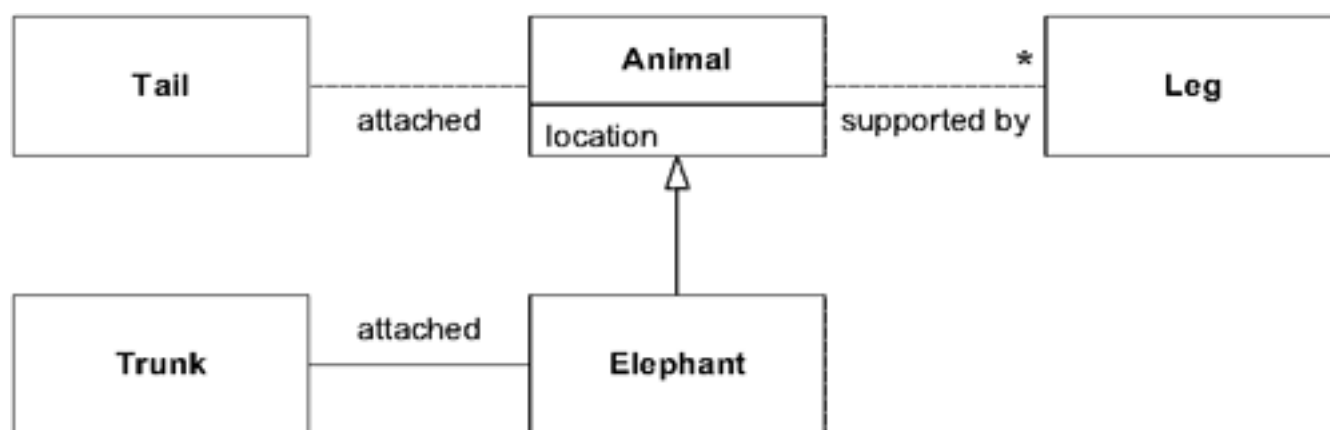 Tail
attached
Animal
location
*
supported by
Leg
Trunk
attached
Elephant